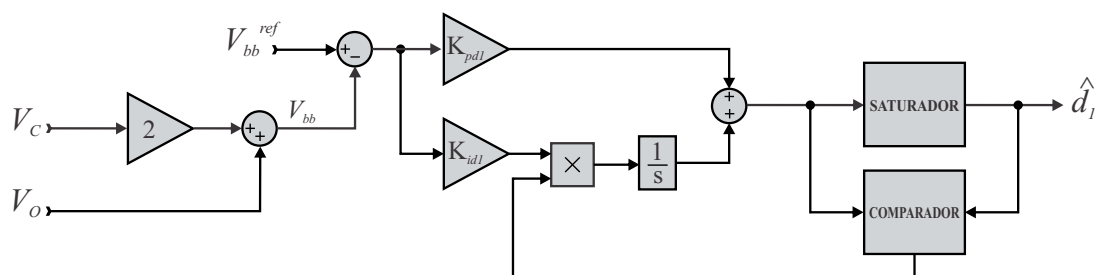 V_bb^ref
+
−
K_pd1
V_C
2
+
+
V_bb
V_O
K_id1
×
1
s
+
+
SATURADOR
COMPARADOR
d̂_1